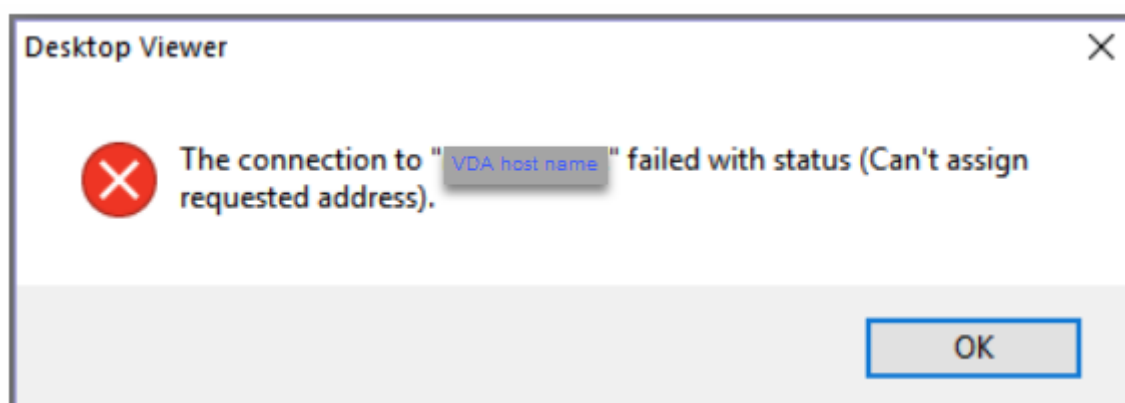 Desktop Viewer
The connection to "VDA host name" failed with status (Can't assign
requested address).
OK